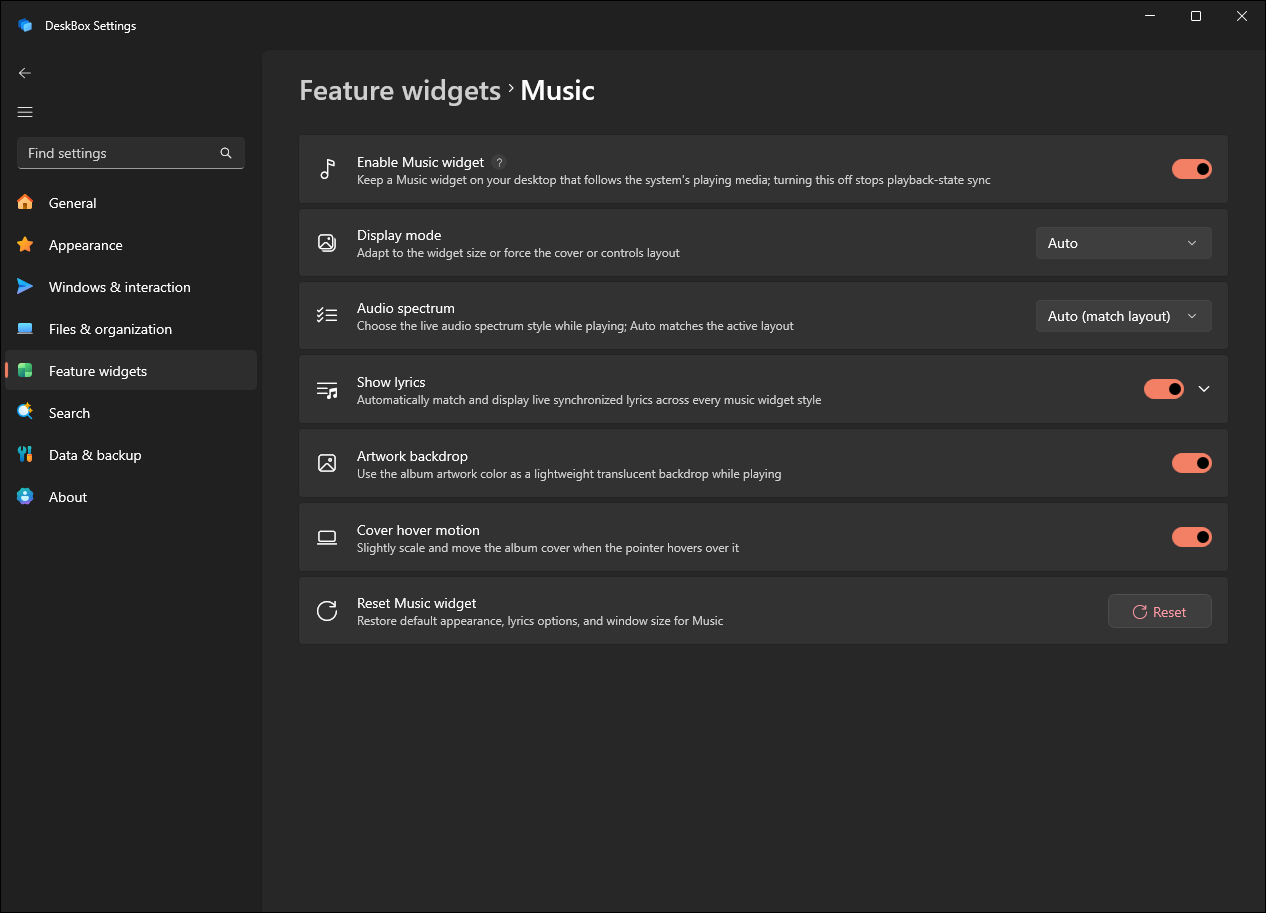 DeskBox Settings
Find settings
General
Appearance
Windows & interaction
Files & organization
Feature widgets
Search
Data & backup
About
Feature widgets › Music
Enable Music widget ?
Keep a Music widget on your desktop that follows the system's playing media; turning this off stops playback-state sync
Display mode
Adapt to the widget size or force the cover or controls layout
Auto
Audio spectrum
Choose the live audio spectrum style while playing; Auto matches the active layout
Auto (match layout)
Show lyrics
Automatically match and display live synchronized lyrics across every music widget style
Artwork backdrop
Use the album artwork color as a lightweight translucent backdrop while playing
Cover hover motion
Slightly scale and move the album cover when the pointer hovers over it
Reset Music widget
Restore default appearance, lyrics options, and window size for Music
Reset